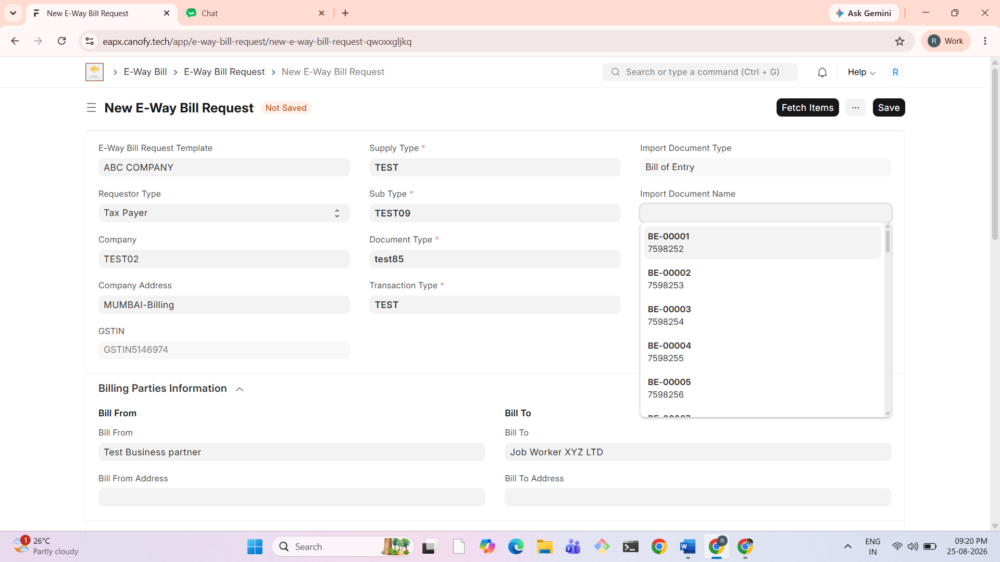 New E-Way Bill Request
Chat
Ask Gemini
eapx.canofy.tech/app/e-way-bill-request/new-e-way-bill-request-qwoxxgljkq
R Work
E-Way Bill
E-Way Bill Request
New E-Way Bill Request
Search or type a command (Ctrl + G)
Help
R
New E-Way Bill Request
Not Saved
Fetch Items
Save
E-Way Bill Request Template
ABC COMPANY
Requestor Type
Tax Payer
Company
TEST02
Company Address
MUMBAI-Billing
GSTIN
GSTIN5146974
Supply Type *
TEST
Sub Type *
TEST09
Document Type *
test85
Transaction Type *
TEST
Import Document Type
Bill of Entry
Import Document Name
BE-00001
7598252
BE-00002
7598253
BE-00003
7598254
BE-00004
7598255
BE-00005
7598256
Billing Parties Information
Bill From
Bill From
Test Business partner
Bill From Address
Bill To
Bill To
Job Worker XYZ LTD
Bill To Address
1
26°C
Partly cloudy
Search
ENG
IN
09:20 PM
25-08-2026